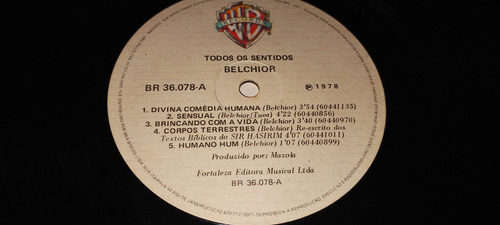 RECORDS
TODOS OS SENTIDOS
BELCHIOR
BR 36.078-A
Ⓟ 1978
1. DIVINA COMÉDIA HUMANA (Belchior) 3'54 (60441135)
2. SENSUAL (Belchior/Tuca) 4'22 (60440856)
3. BRINCANDO COM A VIDA (Belchior) 3'40 (60440970)
4. CORPOS TERRESTRES (Belchior) Re-escrito dos
Textos Bíblicos do SIR HASIRIM 4'07 (60441011)
5. HUMANO HUM (Belchior) 1'07 (60440899)
Produzido por: Mazola
Fortaleza Editora Musical Ltda
BR 36.078-A